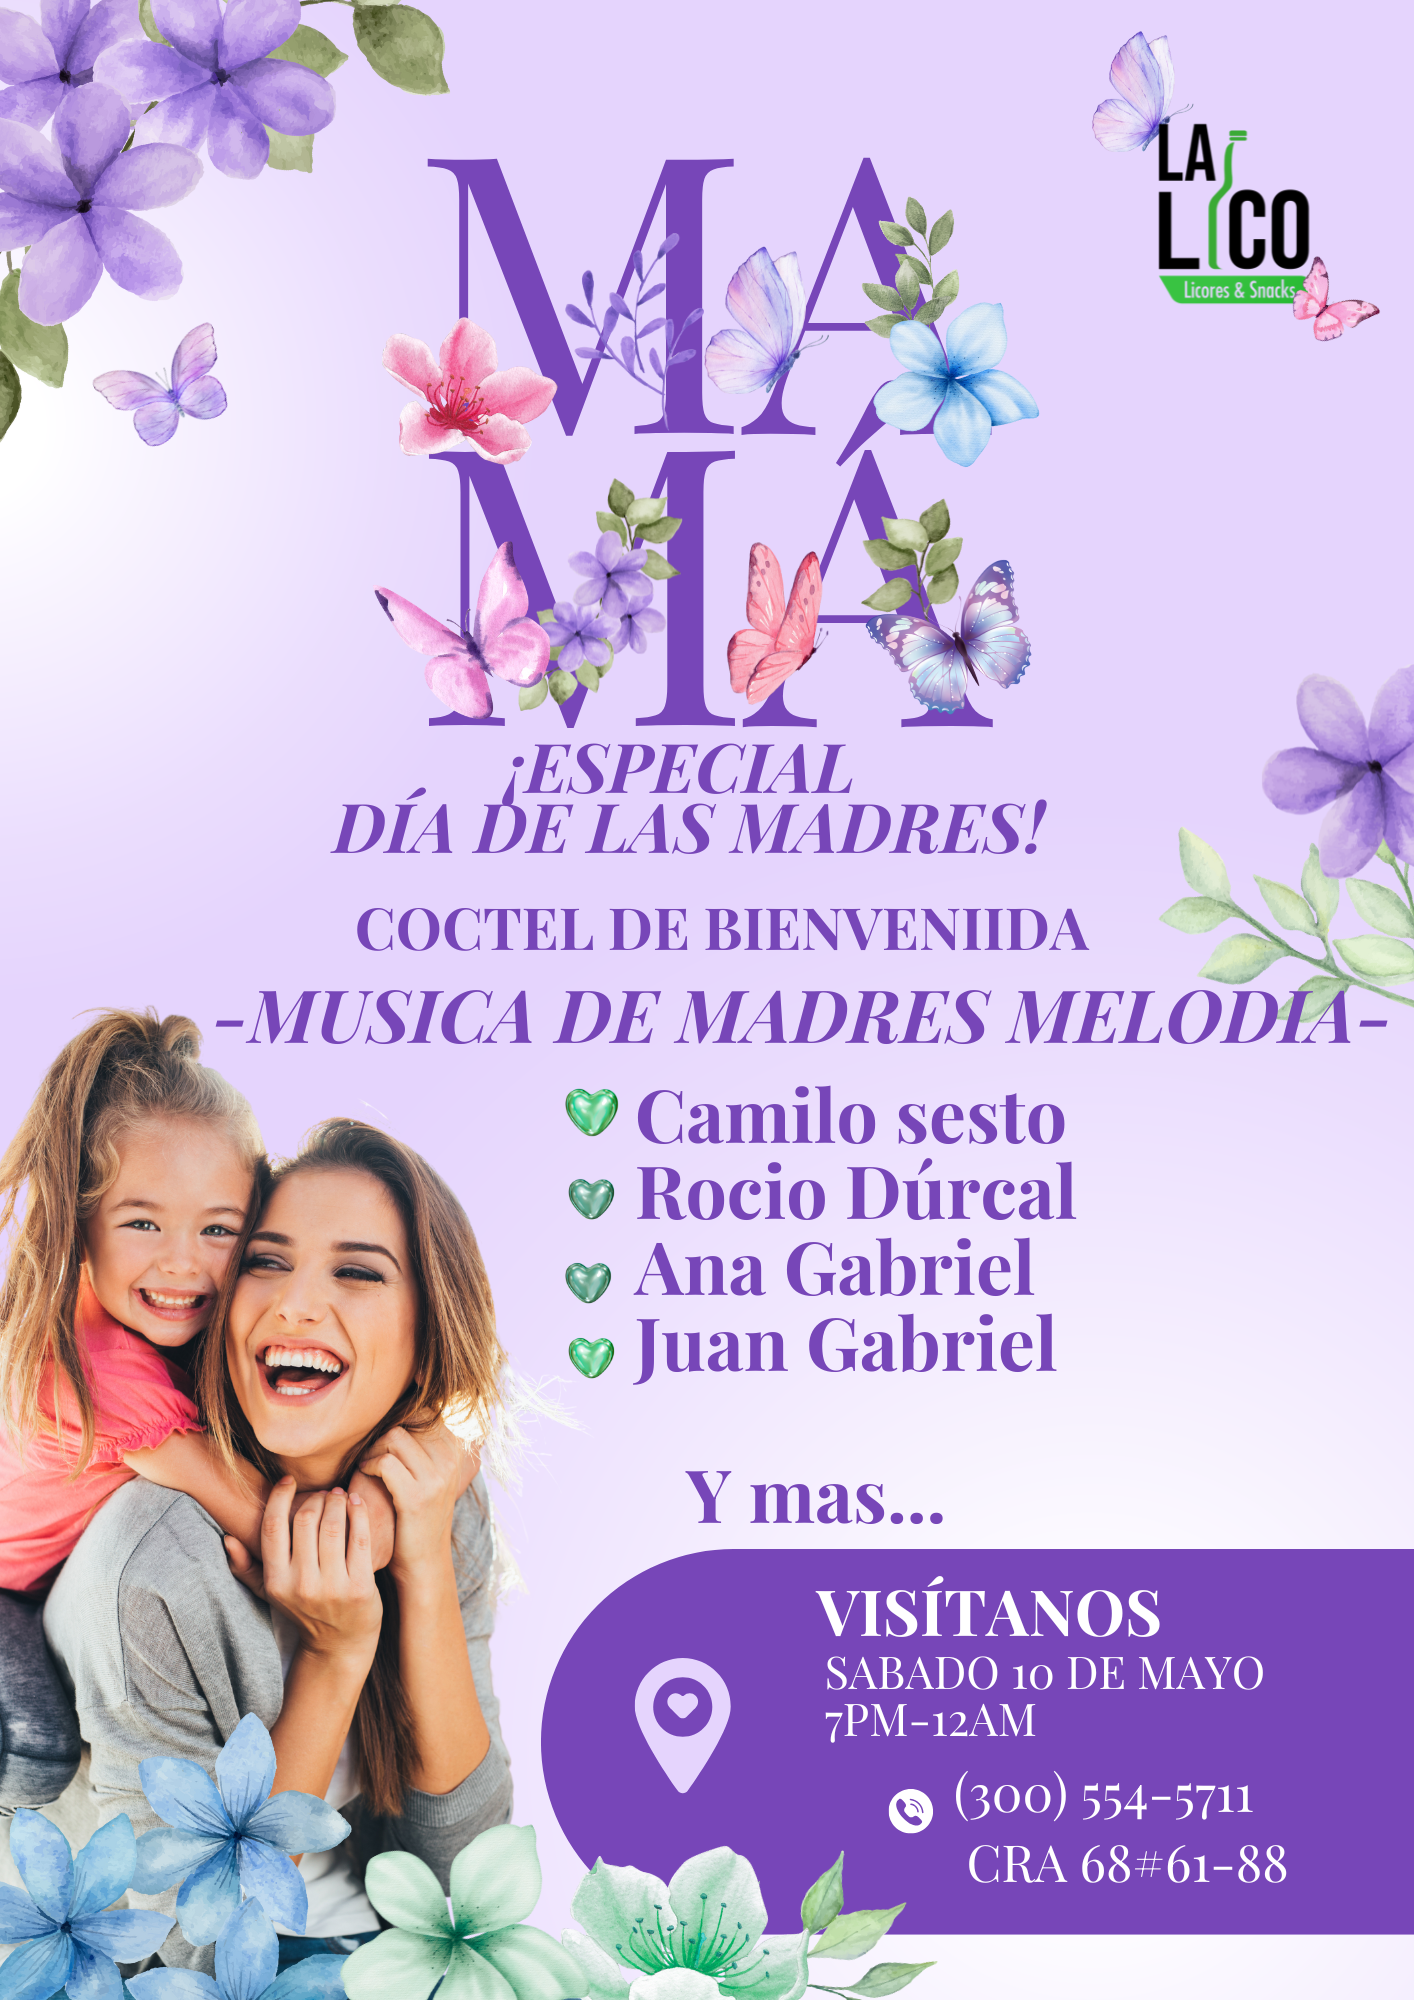 LA
LICO
Licores & Snacks
MA
MÁ
¡ESPECIAL
DÍA DE LAS MADRES!
COCTEL DE BIENVENIIDA
-MUSICA DE MADRES MELODIA-
Camilo sesto
Rocio Dúrcal
Ana Gabriel
Juan Gabriel
Y mas...
VISÍTANOS
SABADO 10 DE MAYO
7PM-12AM
(300) 554-5711
CRA 68#61-88